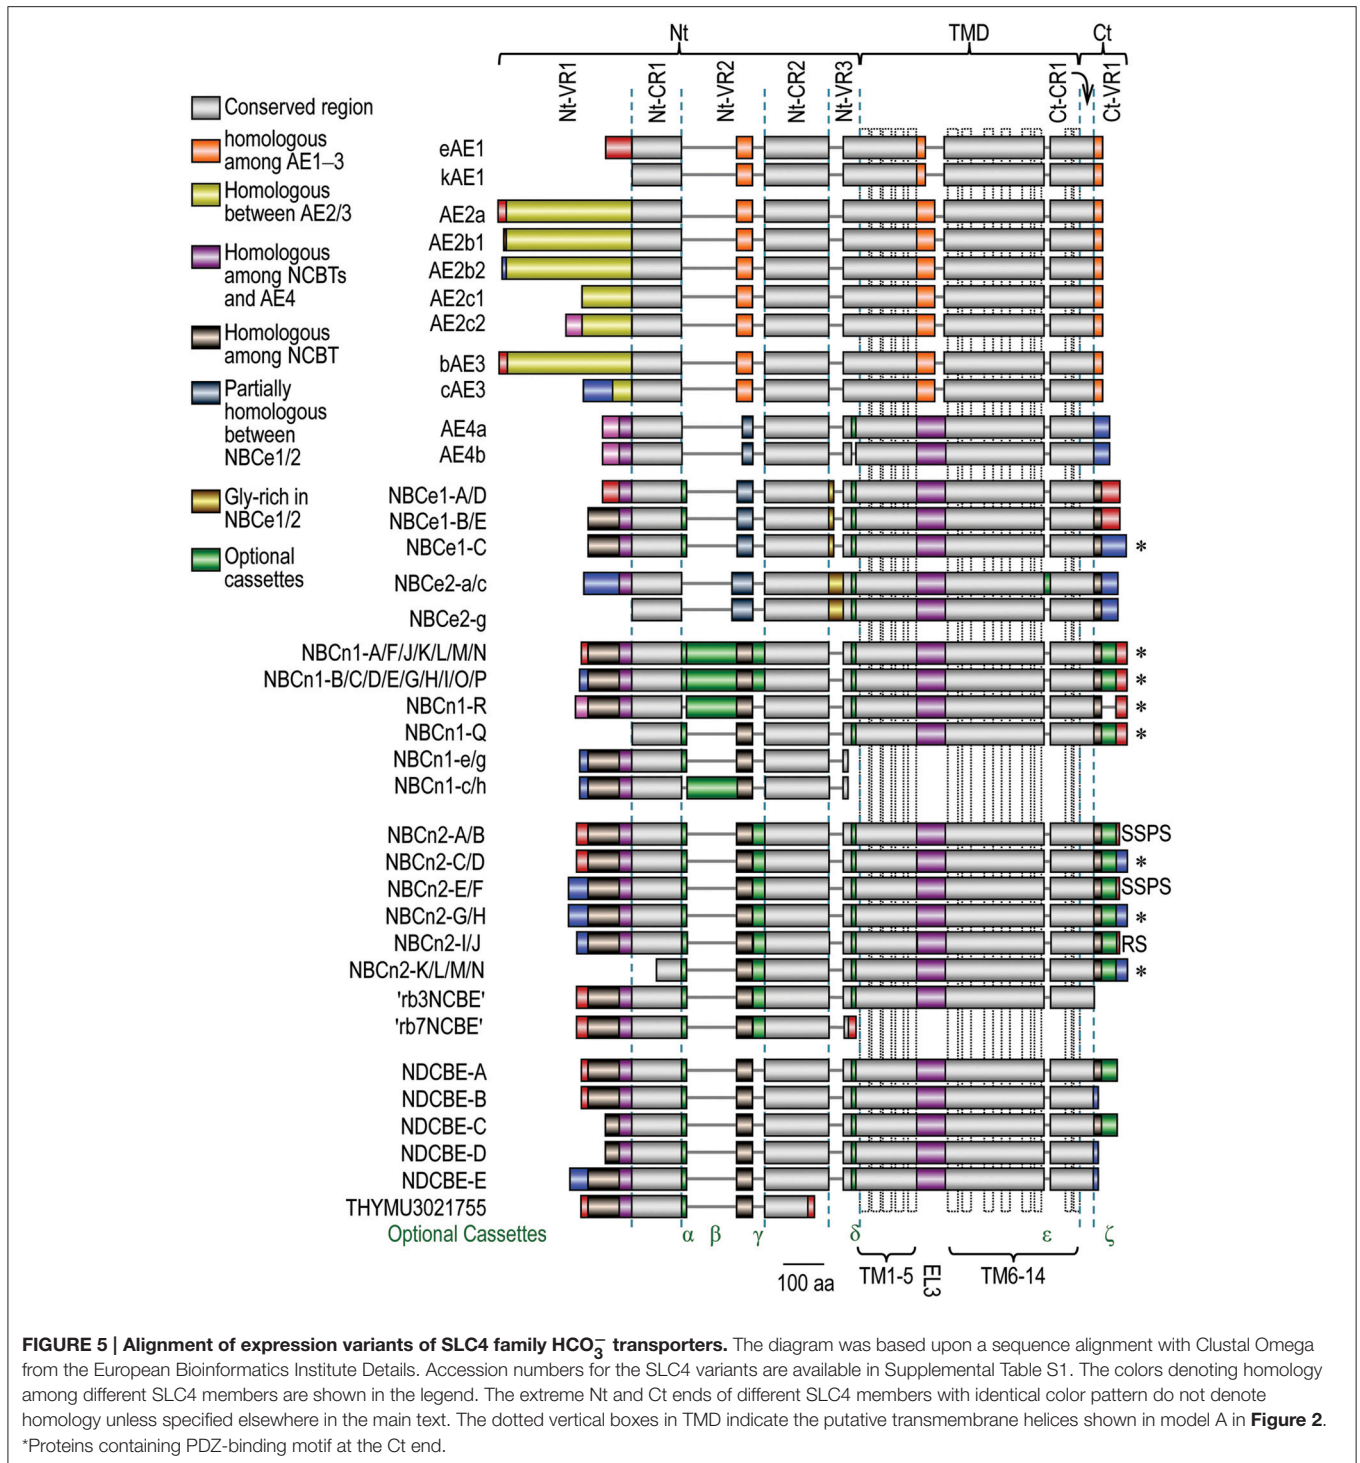 Nt
TMD
Ct
Nt-VR1
Nt-CR1
Nt-VR2
Nt-CR2
Nt-VR3
Ct-CR1
Ct-VR1
Conserved region
homologous
among AE1–3
Homologous
between AE2/3
Homologous
among NCBTs
and AE4
Homologous
among NCBT
Partially
homologous
between
NBCe1/2
Gly-rich in
NBCe1/2
Optional
cassettes
eAE1
kAE1
AE2a
AE2b1
AE2b2
AE2c1
AE2c2
bAE3
cAE3
AE4a
AE4b
NBCe1-A/D
NBCe1-B/E
NBCe1-C *
NBCe2-a/c
NBCe2-g
NBCn1-A/F/J/K/L/M/N *
NBCn1-B/C/D/E/G/H/I/O/P *
NBCn1-R *
NBCn1-Q *
NBCn1-e/g
NBCn1-c/h
NBCn2-A/B SSPS
NBCn2-C/D *
NBCn2-E/F SSPS
NBCn2-G/H *
NBCn2-I/J RS
NBCn2-K/L/M/N *
'rb3NCBE'
'rb7NCBE'
NDCBE-A
NDCBE-B
NDCBE-C
NDCBE-D
NDCBE-E
THYMU3021755
Optional Cassettes α β γ δ ε ζ
100 aa
TM1-5
EL3
TM6-14
FIGURE 5 | Alignment of expression variants of SLC4 family HCO₃⁻ transporters. The diagram was based upon a sequence alignment with Clustal Omega
from the European Bioinformatics Institute Details. Accession numbers for the SLC4 variants are available in Supplemental Table S1. The colors denoting homology
among different SLC4 members are shown in the legend. The extreme Nt and Ct ends of different SLC4 members with identical color pattern do not denote
homology unless specified elsewhere in the main text. The dotted vertical boxes in TMD indicate the putative transmembrane helices shown in model A in Figure 2.
*Proteins containing PDZ-binding motif at the Ct end.